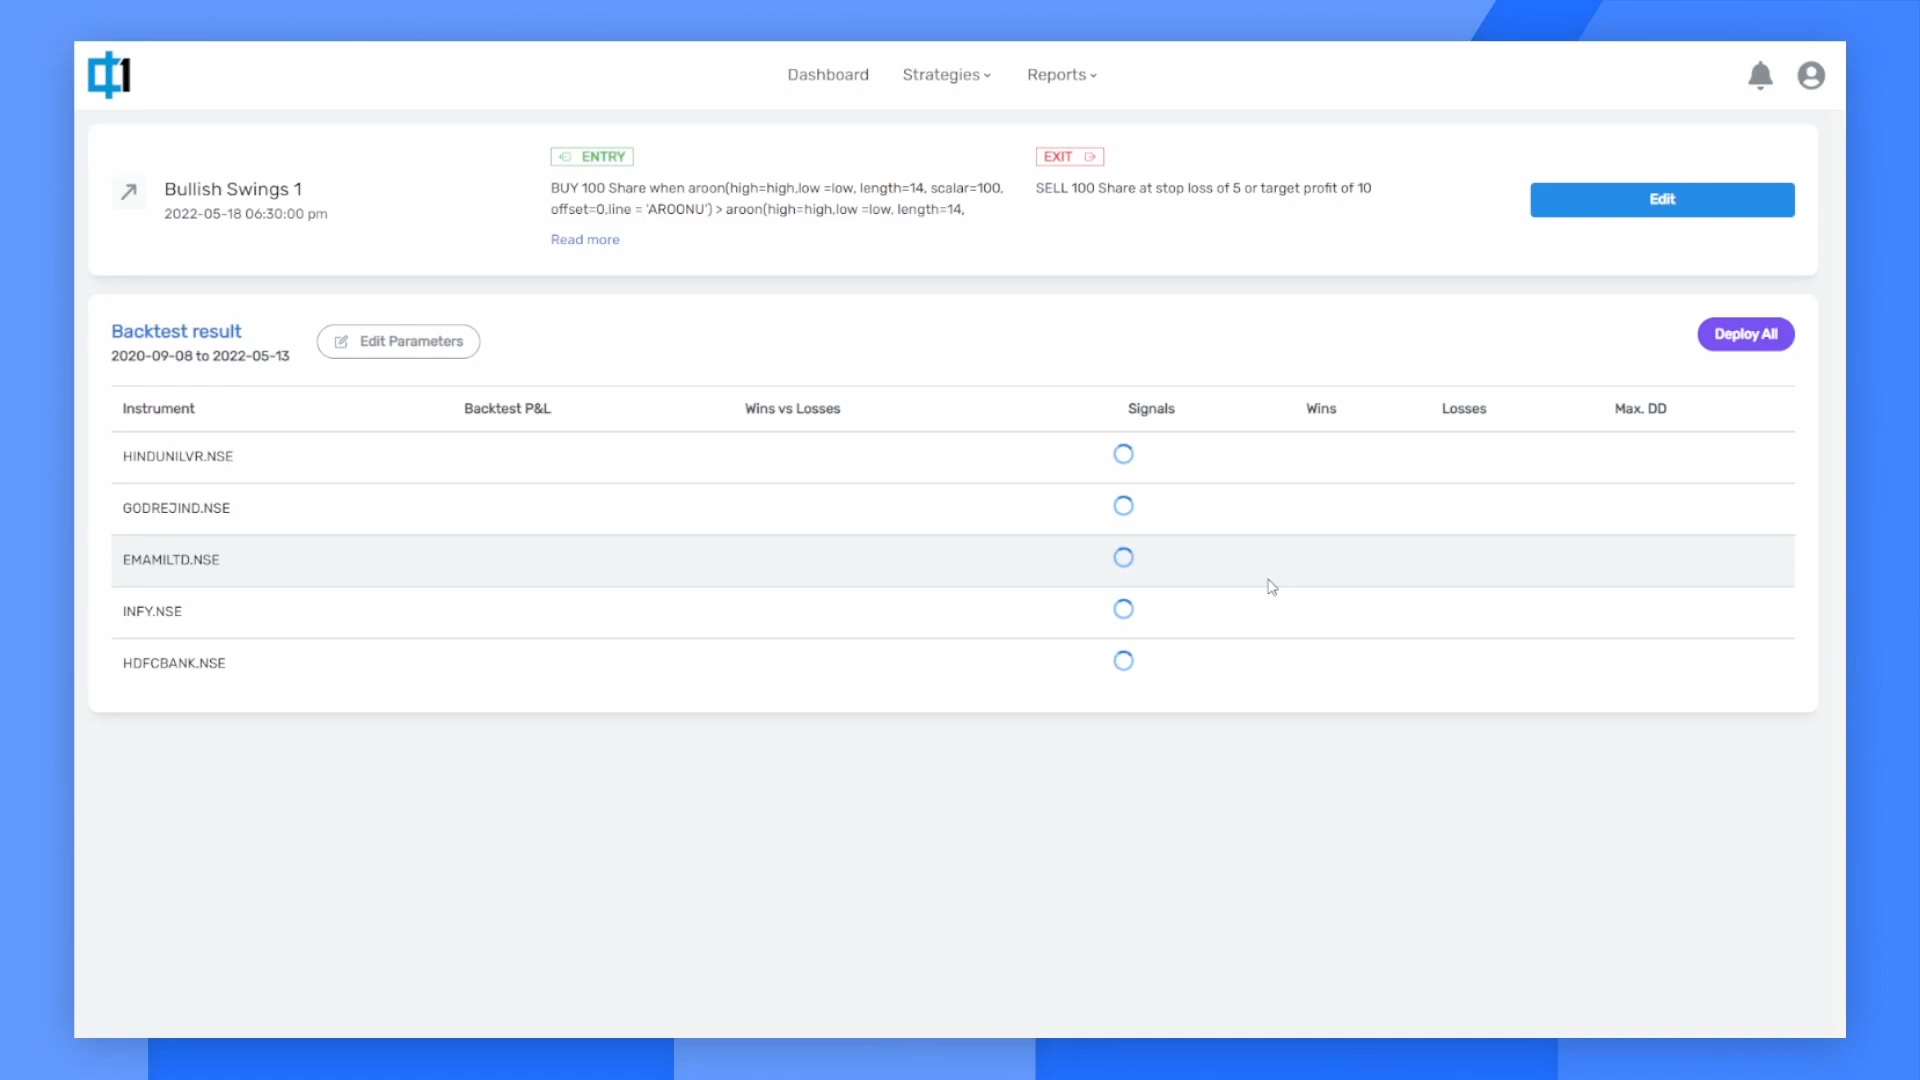 Dashboard
Strategies
Reports
ENTRY
EXIT
Bullish Swings 1
2022-05-18 06:30:00 pm
BUY 100 Share when aroon(high=high,low =low, length=14, scalar=100,
offset=0,line = 'AROONU') > aroon(high=high,low =low, length=14,
Read more
SELL 100 Share at stop loss of 5 or target profit of 10
Edit
Backtest result
2020-09-08 to 2022-05-13
Edit Parameters
Deploy All
Instrument
Backtest P&L
Wins vs Losses
Signals
Wins
Losses
Max. DD
HINDUNILVR.NSE
GODREJIND.NSE
EMAMILTD.NSE
INFY.NSE
HDFCBANK.NSE